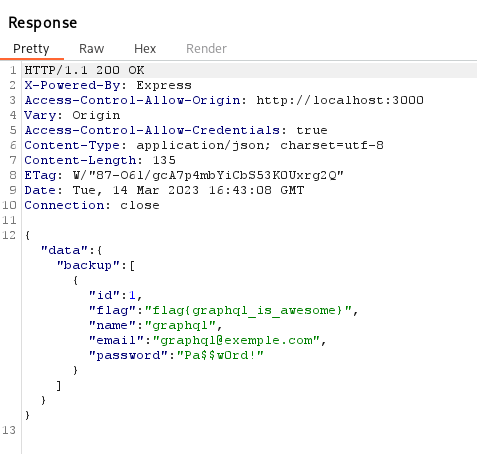 Response
Pretty Raw Hex Render
1 HTTP/1.1 200 OK
2 X-Powered-By: Express
3 Access-Control-Allow-Origin: http://localhost:3000
4 Vary: Origin
5 Access-Control-Allow-Credentials: true
6 Content-Type: application/json; charset=utf-8
7 Content-Length: 135
8 ETag: W/"87-O6l/gcA7p4mbYiCbS53KOUxrg2Q"
9 Date: Tue, 14 Mar 2023 16:43:08 GMT
10 Connection: close
11
12 {
"data":{
"backup":[
{
"id":1,
"flag":"flag{graphql_is_awesome}",
"name":"graphql",
"email":"graphql@exemple.com",
"password":"Pa$$w0rd!"
}
]
}
}
13